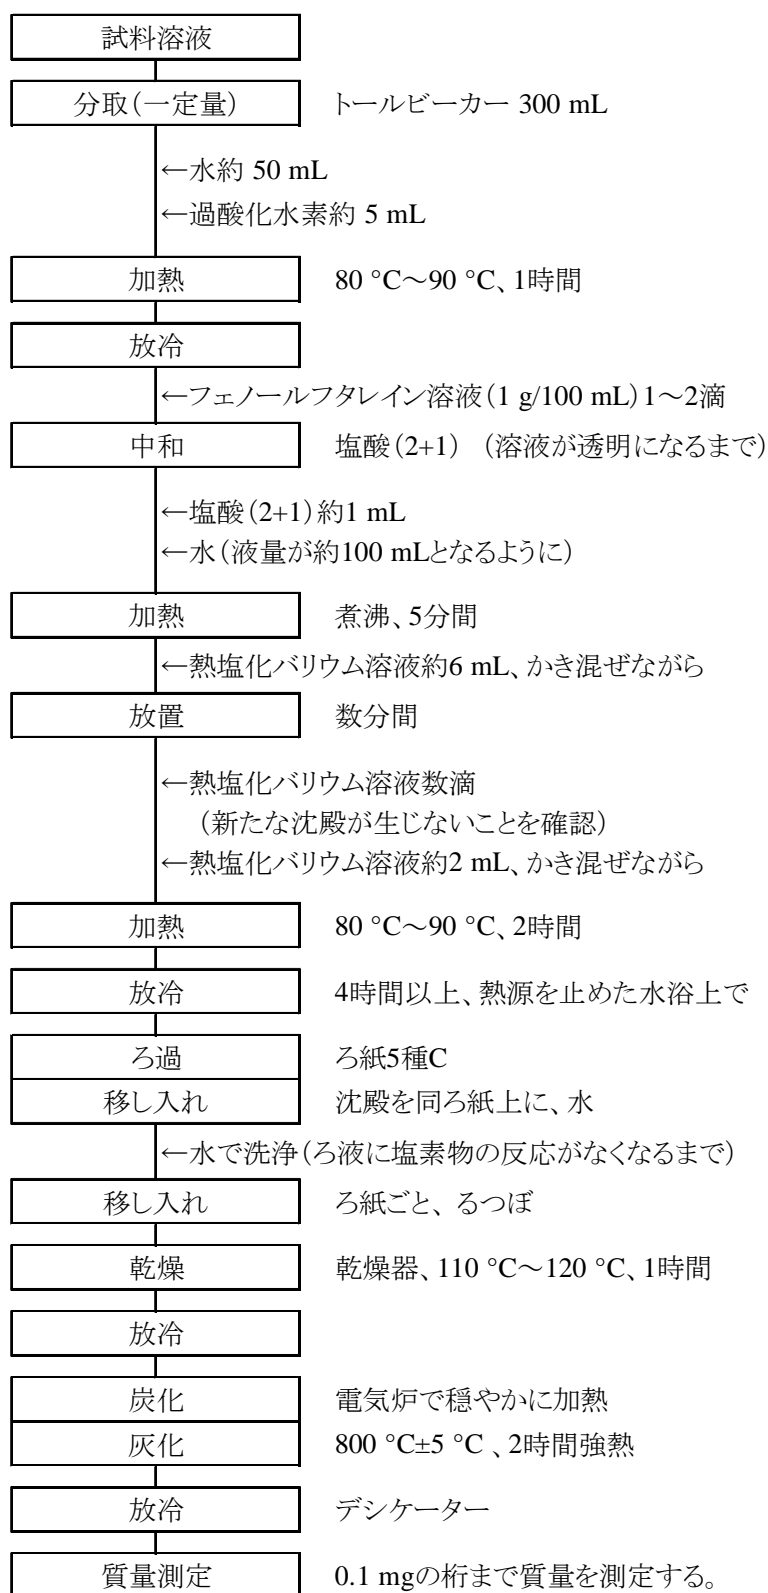 試料溶液
分取(一定量) トールビーカー 300 mL
←水約 50 mL
←過酸化水素約 5 mL
加熱 80 °C~90 °C、1時間
放冷
←フェノールフタレイン溶液(1 g/100 mL)1~2滴
中和 塩酸(2+1) (溶液が透明になるまで)
←塩酸(2+1)約1 mL
←水(液量が約100 mLとなるように)
加熱 煮沸、5分間
←熱塩化バリウム溶液約6 mL、かき混ぜながら
放置 数分間
←熱塩化バリウム溶液数滴
(新たな沈殿が生じないことを確認)
←熱塩化バリウム溶液約2 mL、かき混ぜながら
加熱 80 °C~90 °C、2時間
放冷 4時間以上、熱源を止めた水浴上で
ろ過 ろ紙5種C
移し入れ 沈殿を同ろ紙上に、水
←水で洗浄(ろ液に塩素物の反応がなくなるまで)
移し入れ ろ紙ごと、るつぼ
乾燥 乾燥器、110 °C~120 °C、1時間
放冷
炭化 電気炉で穏やかに加熱
灰化 800 °C±5 °C 、2時間強熱
放冷 デシケーター
質量測定 0.1 mgの桁まで質量を測定する。